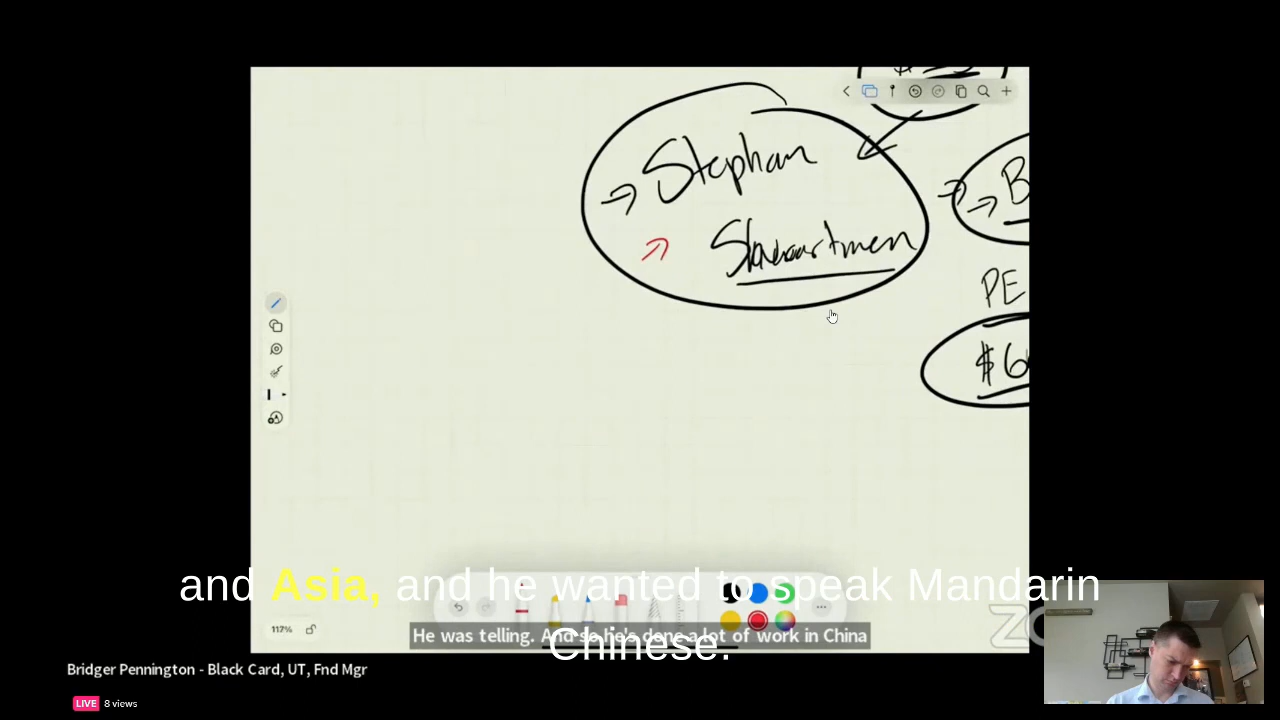 Stephan
B
PE
$6
117%
and Asia, and he wanted to speak Mandarin
Chinese.
He was telling. And so he's done a lot of work in China
Bridger Pennington - Black Card, UT, Fnd Mgr
LIVE 8 views